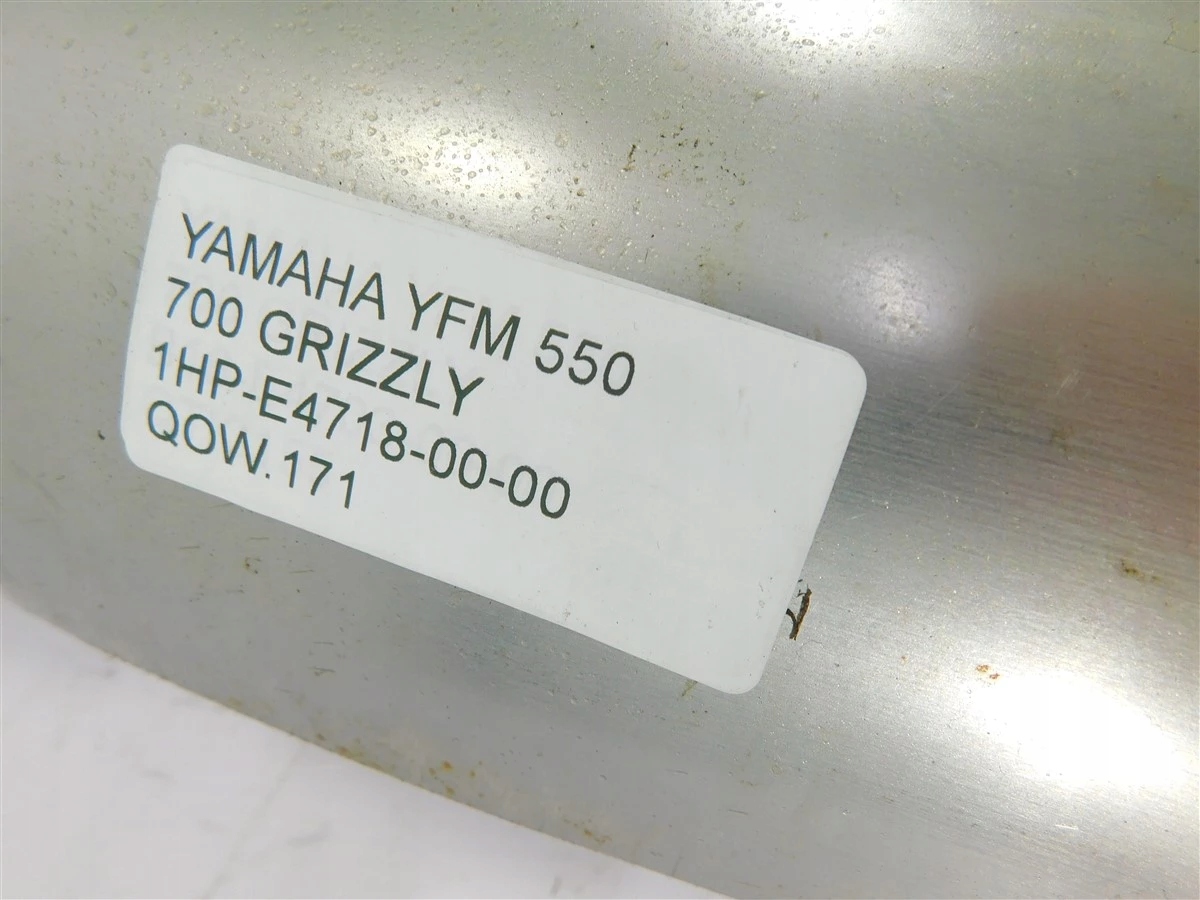 YAMAHA YFM 550
700 GRIZZLY
1HP-E4718-00-00
QOW.171